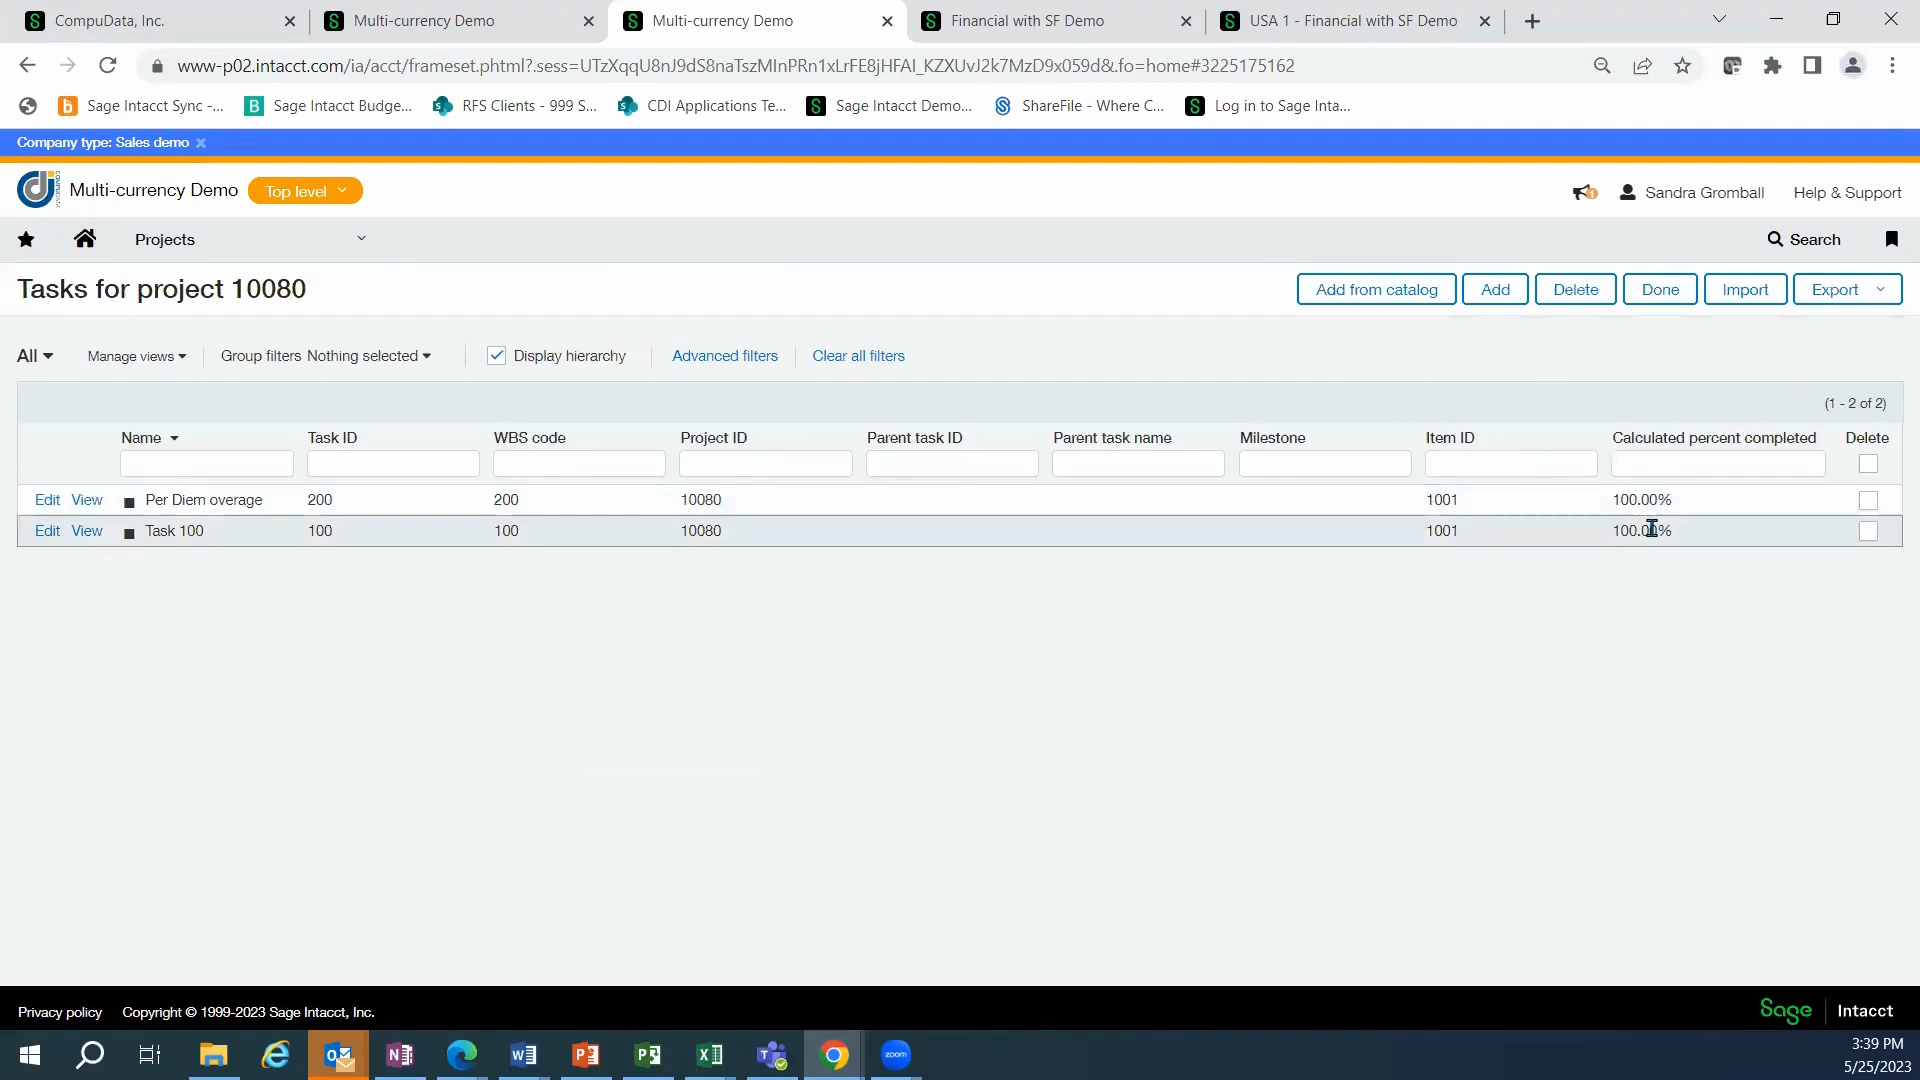 CompuData, Inc.
Multi-currency Demo
Multi-currency Demo
Financial with SF Demo
USA 1 - Financial with SF Demo
www-p02.intacct.com/ia/acct/frameset.phtml?.sess=UTzXqqU8nJ9dS8naTszMInPRn1xLrFE8jHFAI_KZXUvJ2k7MzD9x059d&.fo=home#3225175162
Sage Intacct Sync -...
Sage Intacct Budge...
RFS Clients - 999 S...
CDI Applications Te...
Sage Intacct Demo...
ShareFile - Where C...
Log in to Sage Inta...
Company type: Sales demo
Multi-currency Demo
Top level
Sandra Gromball
Help & Support
Projects
Search
Tasks for project 10080
Add from catalog
Add
Delete
Done
Import
Export
All
Manage views
Group filters Nothing selected
Display hierarchy
Advanced filters
Clear all filters
(1 - 2 of 2)
Name Task ID WBS code Project ID Parent task ID Parent task name Milestone Item ID Calculated percent completed Delete
Edit View Per Diem overage 200 200 10080 1001 100.00%
Edit View Task 100 100 100 10080 1001 100.00%
Privacy policy
Copyright © 1999-2023 Sage Intacct, Inc.
Sage Intacct
zoom
3:39 PM
5/25/2023